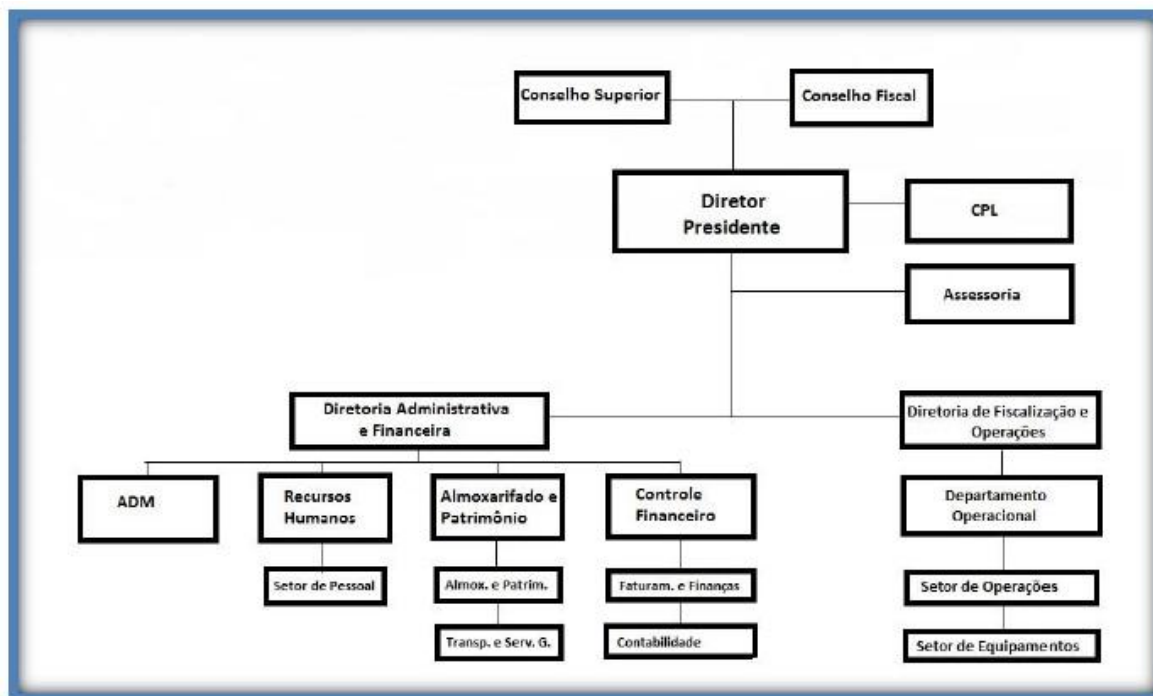 Conselho Superior
Conselho Fiscal
Diretor
Presidente
CPL
Assessoria
Diretoria Administrativa
e Financeira
Diretoria de Fiscalização e
Operações
ADM
Recursos
Humanos
Almoxarifado e
Patrimônio
Controle
Financeiro
Departamento
Operacional
Setor de Pessoal
Almox. e Patrim.
Faturam. e Finanças
Setor de Operações
Transp. e Serv. G.
Contabilidade
Setor de Equipamentos